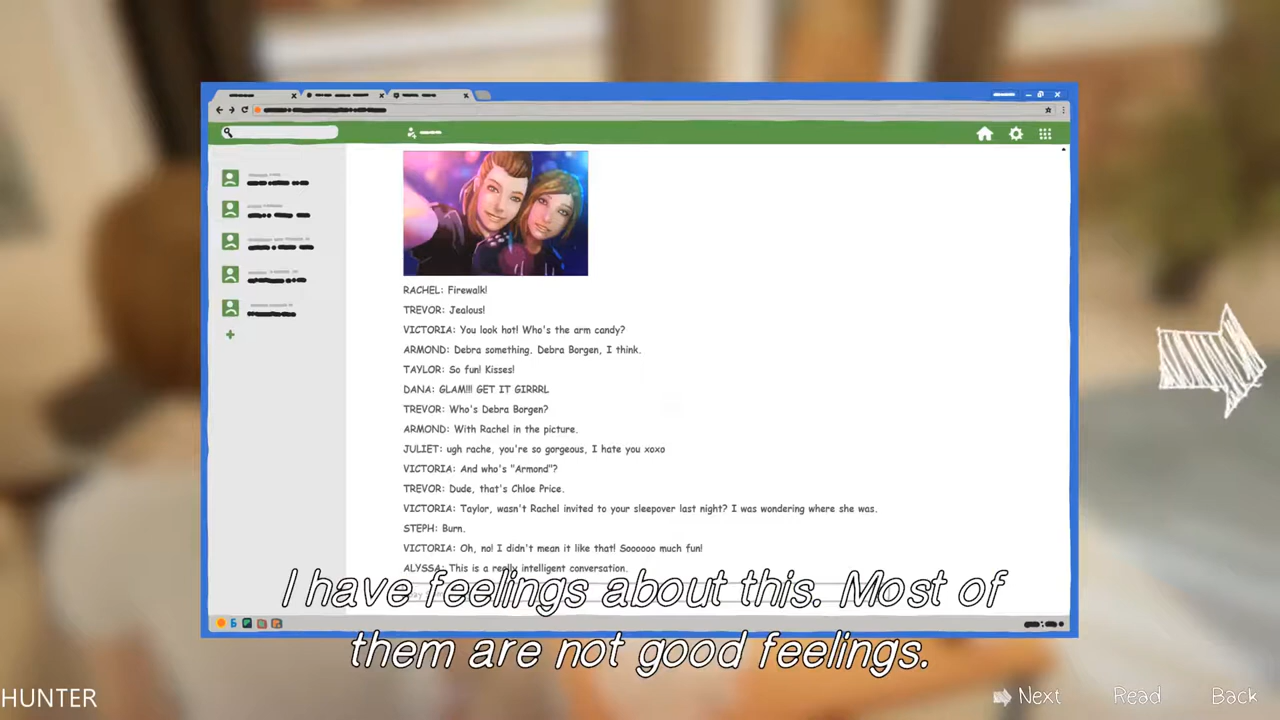 RACHEL: Firewalk!
TREVOR: Jealous!
VICTORIA: You look hot! Who's the arm candy?
ARMOND: Debra something. Debra Borgen, I think.
TAYLOR: So fun! Kisses!
DANA: GLAM!!! GET IT GIRRRL
TREVOR: Who's Debra Borgen?
ARMOND: With Rachel in the picture.
JULIET: ugh rache, you're so gorgeous, I hate you xoxo
VICTORIA: And who's "Armond"?
TREVOR: Dude, that's Chloe Price.
VICTORIA: Taylor, wasn't Rachel invited to your sleepover last night? I was wondering where she was.
STEPH: Burn.
VICTORIA: Oh, no! I didn't mean it like that! Soooooo much fun!
ALYSSA: This is a really intelligent conversation.
I have feelings about this. Most of
them are not good feelings.
HUNTER
Next Read Back